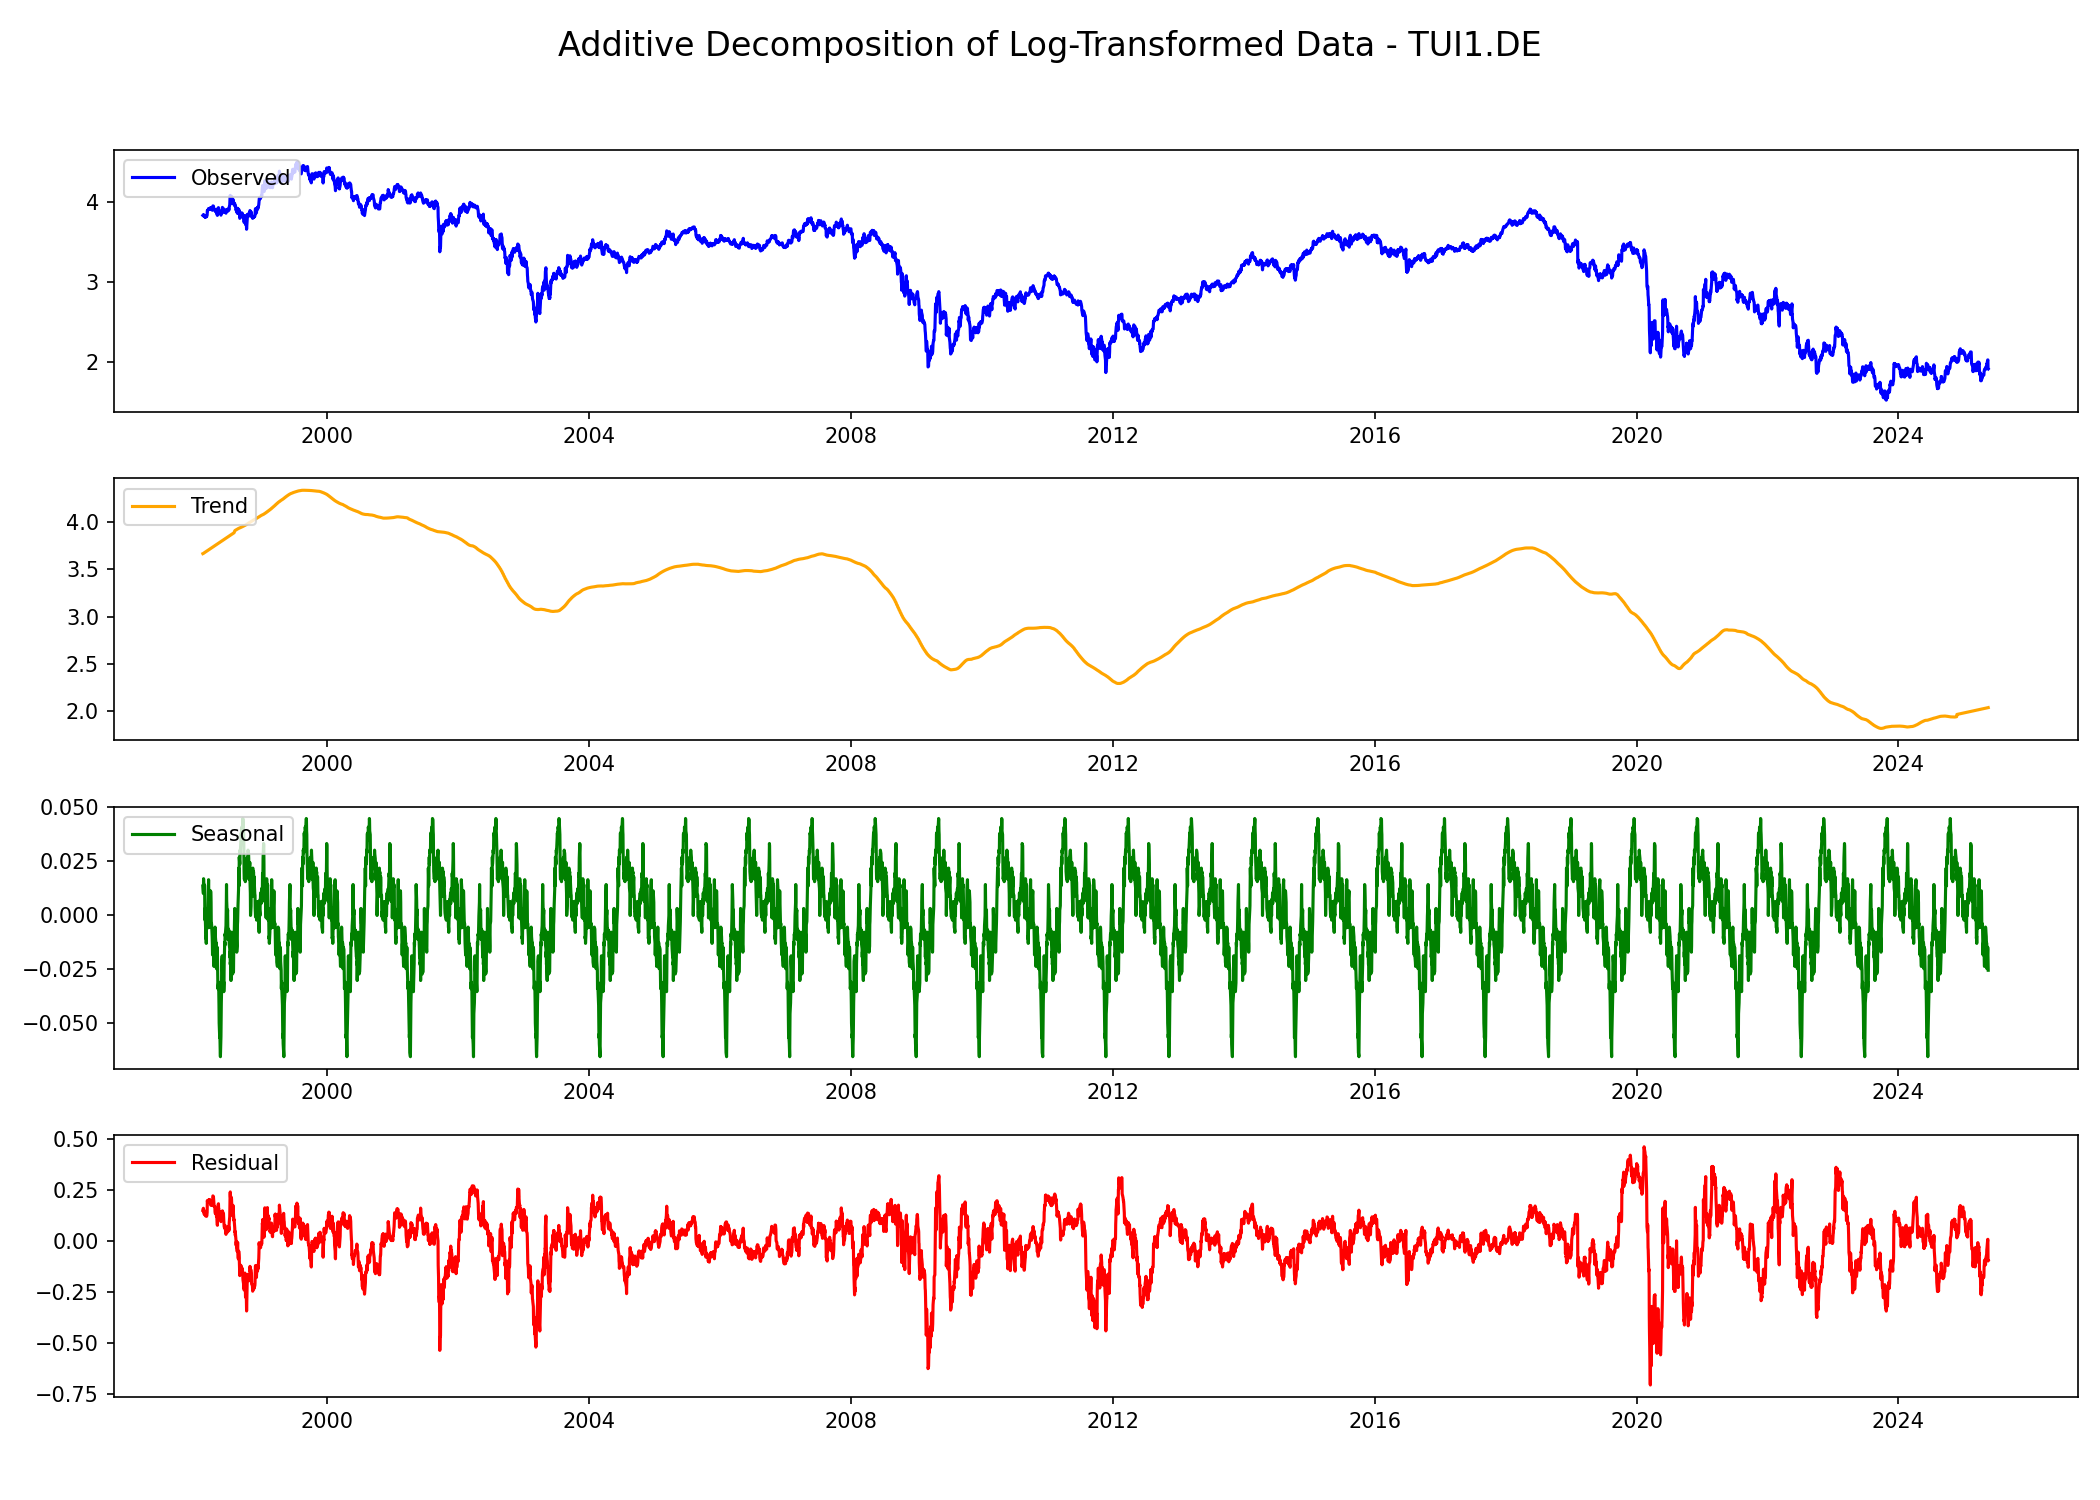 Additive Decomposition of Log-Transformed Data - TUI1.DE
Observed
4
3
2
2000 2004 2008 2012 2016 2020 2024
Trend
4.0
3.5
3.0
2.5
2.0
2000 2004 2008 2012 2016 2020 2024
0.050
Seasonal
0.025
0.000
−0.025
−0.050
2000 2004 2008 2012 2016 2020 2024
0.50
Residual
0.25
0.00
−0.25
−0.50
−0.75
2000 2004 2008 2012 2016 2020 2024